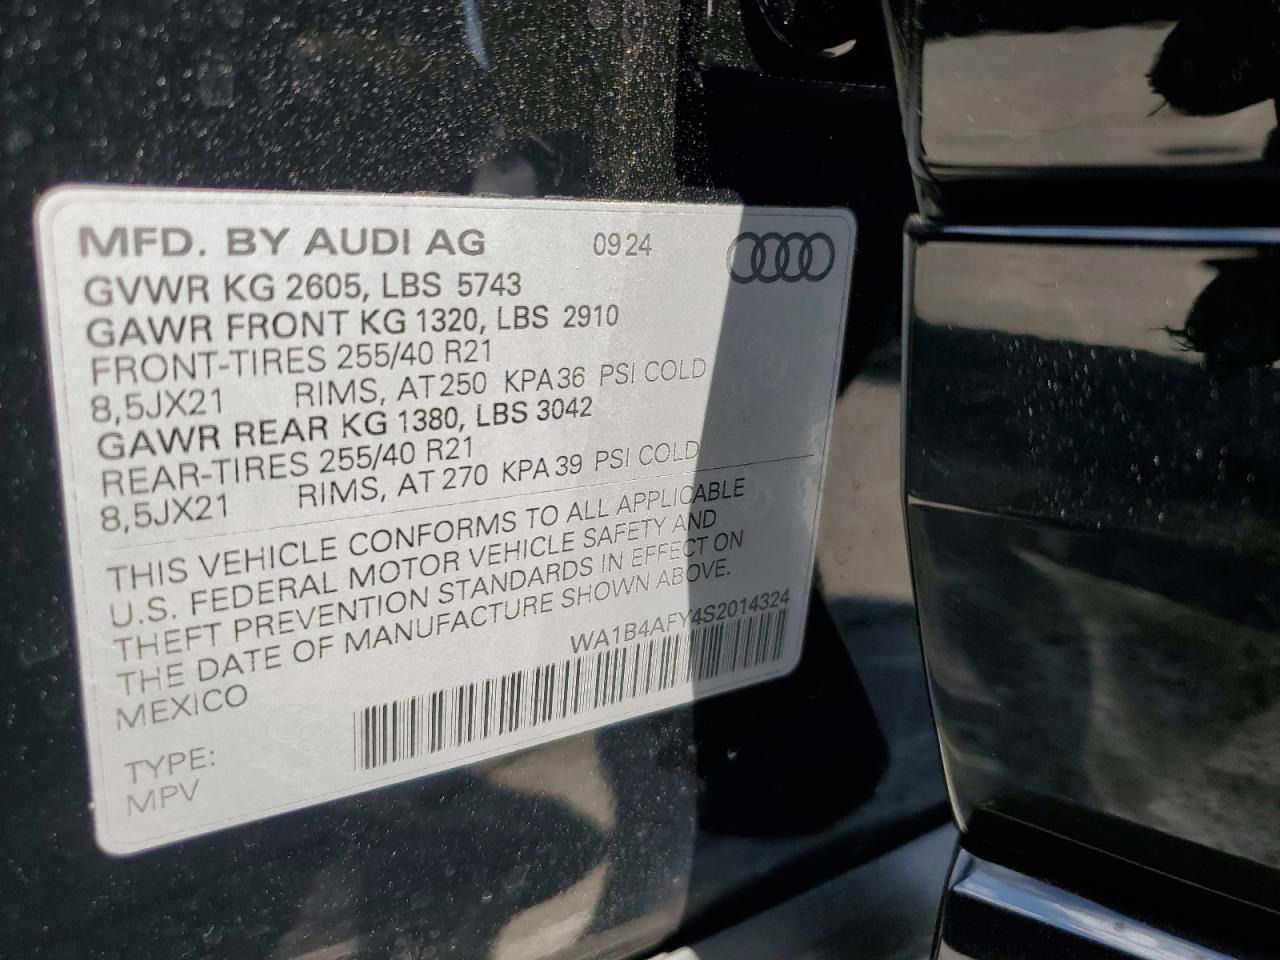 MFD. BY AUDI AG 09 24
GVWR KG 2605, LBS 5743
GAWR FRONT KG 1320, LBS 2910
FRONT-TIRES 255/40 R21
8,5JX21 RIMS, AT 250 KPA 36 PSI COLD
GAWR REAR KG 1380, LBS 3042
REAR-TIRES 255/40 R21
8,5JX21 RIMS, AT 270 KPA 39 PSI COLD
THIS VEHICLE CONFORMS TO ALL APPLICABLE
U.S. FEDERAL MOTOR VEHICLE SAFETY AND
THEFT PREVENTION STANDARDS IN EFFECT ON
THE DATE OF MANUFACTURE SHOWN ABOVE.
MEXICO
WA1B4AFY4S2014324
TYPE:
MPV